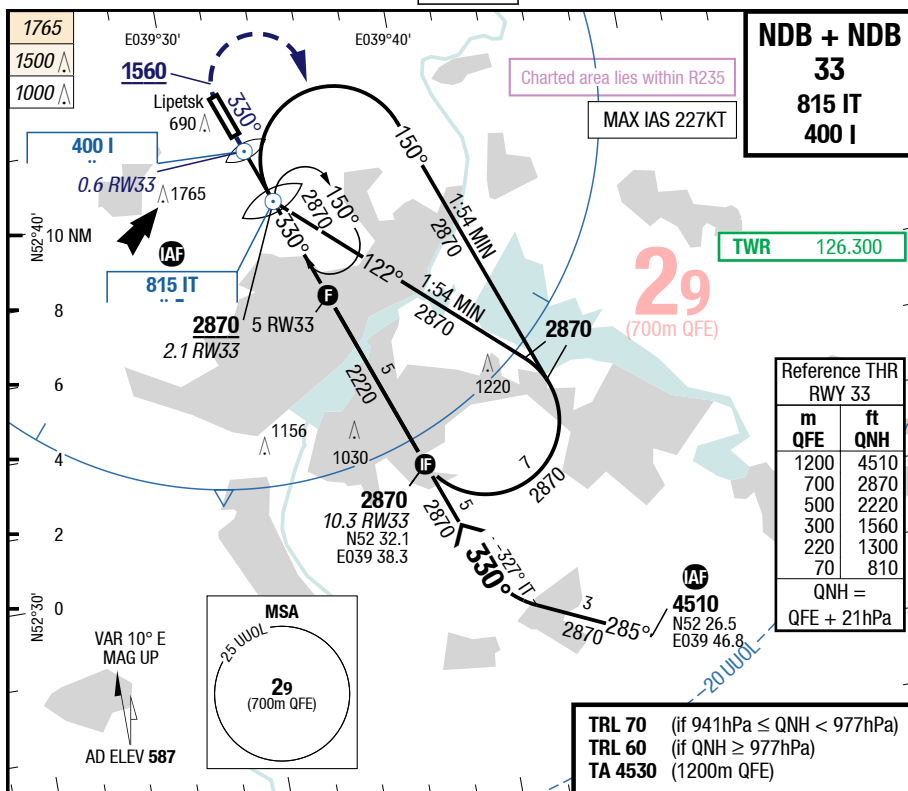 1765
1500
1000
E039°30'
E039°40'
NDB + NDB
33
815 IT
400 I
1560
Charted area lies within R235
MAX IAS 227KT
Lipetsk
690
330°
150°
400 I
0.6 RW33
1765
150°
2870
1:54 MIN
2870
N52°40'
10 NM
330°
IAF
122°
TWR 126.300
815 IT
1:54 MIN
2870
29
(700m QFE)
8
F
5 RW33
2870
2.1 RW33
2870
5
2220
1220
6
Reference THR
RWY 33
m ft
QFE QNH
1200 4510
700 2870
500 2220
300 1560
220 1300
70 810
QNH =
QFE + 21hPa
1156
1030
4
IF
7
2870
2870
10.3 RW33
N52 32.1
E039 38.3
5
2870
2
330°
327° IT
IAF
4510
N52 26.5
E039 46.8
3
2870
285°
N52°30'
0
MSA
25 UUOL
29
(700m QFE)
VAR 10° E
MAG UP
AD ELEV 587
20 UUOL
TRL 70 (if 941hPa ≤ QNH < 977hPa)
TRL 60 (if QNH ≥ 977hPa)
TA 4530 (1200m QFE)